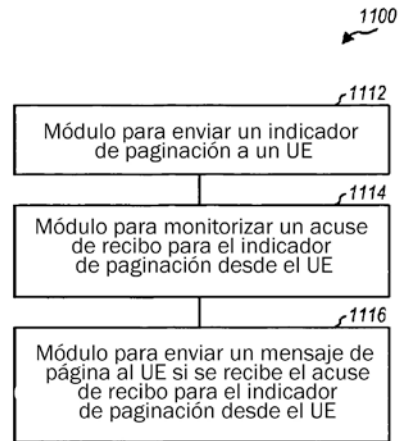 1100
1112
Módulo para enviar un indicador
de paginación a un UE
1114
Módulo para monitorizar un acuse
de recibo para el indicador
de paginación desde el UE
1116
Módulo para enviar un mensaje de
página al UE si se recibe el acuse
de recibo para el indicador
de paginación desde el UE